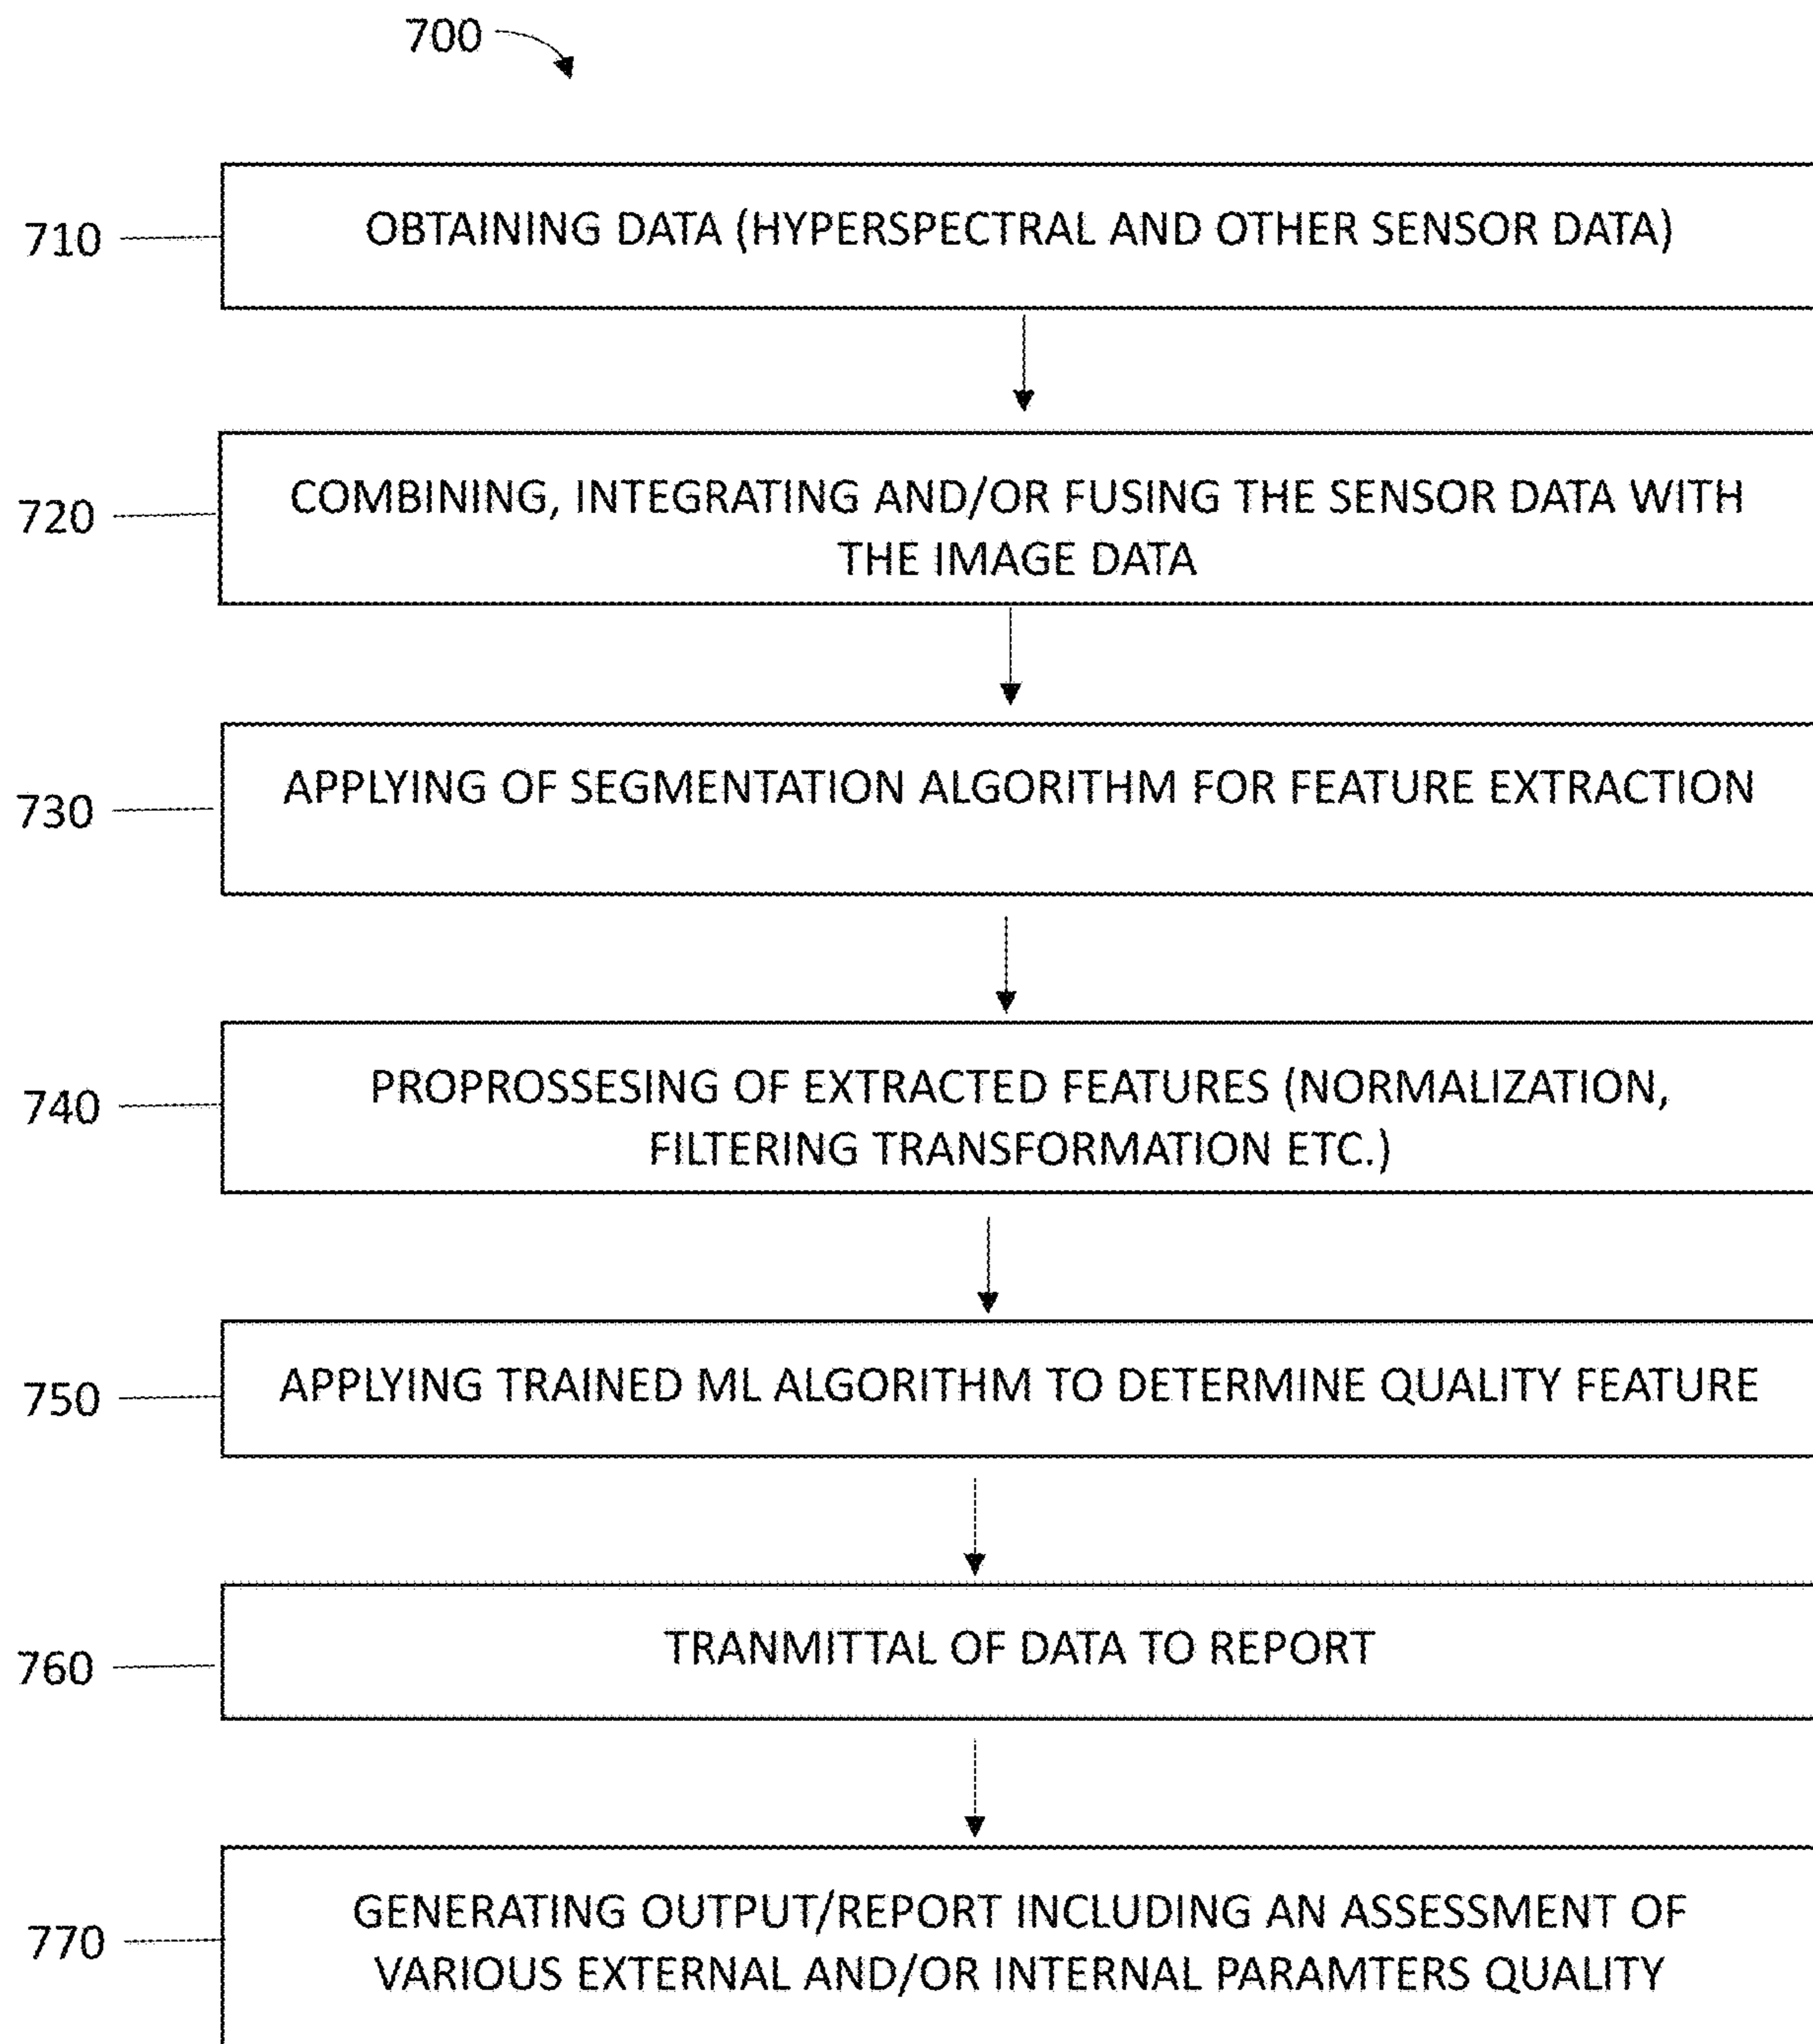 700
710
OBTAINING DATA (HYPERSPECTRAL AND OTHER SENSOR DATA)
720
COMBINING, INTEGRATING AND/OR FUSING THE SENSOR DATA WITH
THE IMAGE DATA
730
APPLYING OF SEGMENTATION ALGORITHM FOR FEATURE EXTRACTION
740
PROPROSSESING OF EXTRACTED FEATURES (NORMALIZATION,
FILTERING TRANSFORMATION ETC.)
750
APPLYING TRAINED ML ALGORITHM TO DETERMINE QUALITY FEATURE
760
TRANMITTAL OF DATA TO REPORT
770
GENERATING OUTPUT/REPORT INCLUDING AN ASSESSMENT OF
VARIOUS EXTERNAL AND/OR INTERNAL PARAMTERS QUALITY